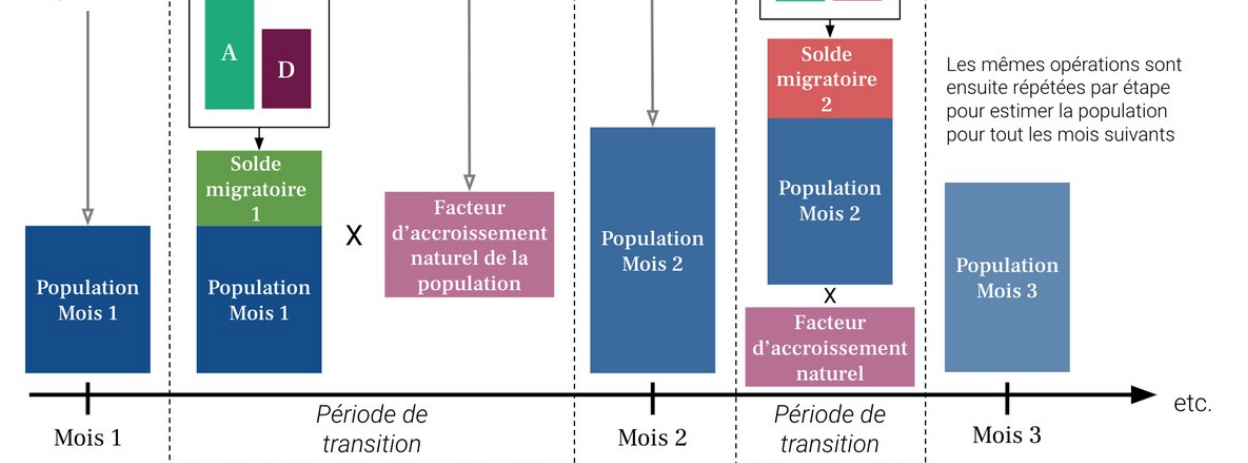 A
D
Solde
migratoire
1
Population
Mois 1
Population
Mois 1
X
Facteur
d'accroissement
naturel de la
population
Population
Mois 2
Solde
migratoire
2
Population
Mois 2
X
Facteur
d'accroissement
naturel
Les mêmes opérations sont
ensuite répétées par étape
pour estimer la population
pour tout les mois suivants
Population
Mois 3
etc.
Mois 1
Période de
transition
Mois 2
Période de
transition
Mois 3